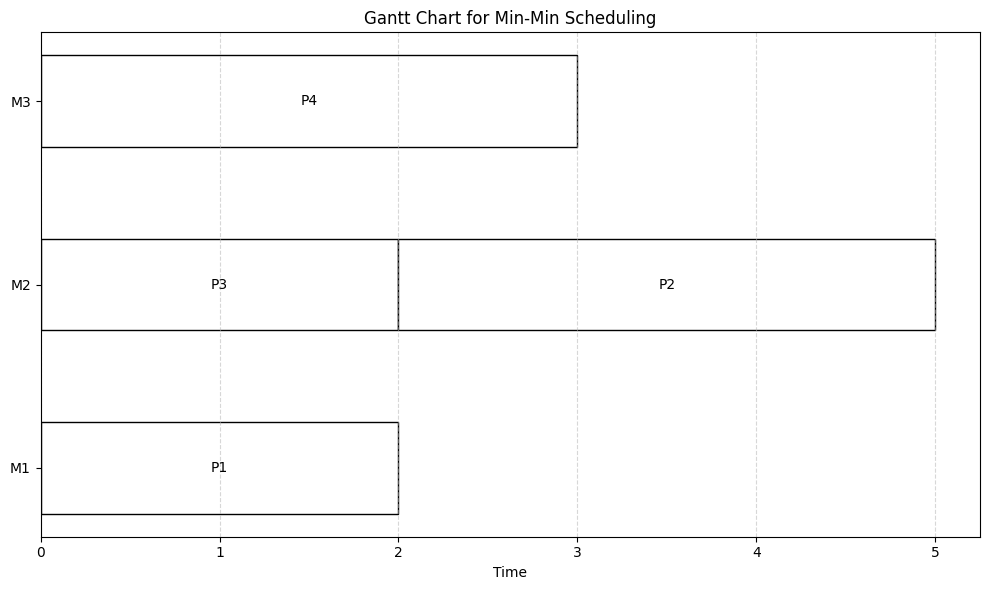 Gantt Chart for Min-Min Scheduling
M3
P4
M2
P3
P2
M1
P1
0 1 2 3 4 5
Time